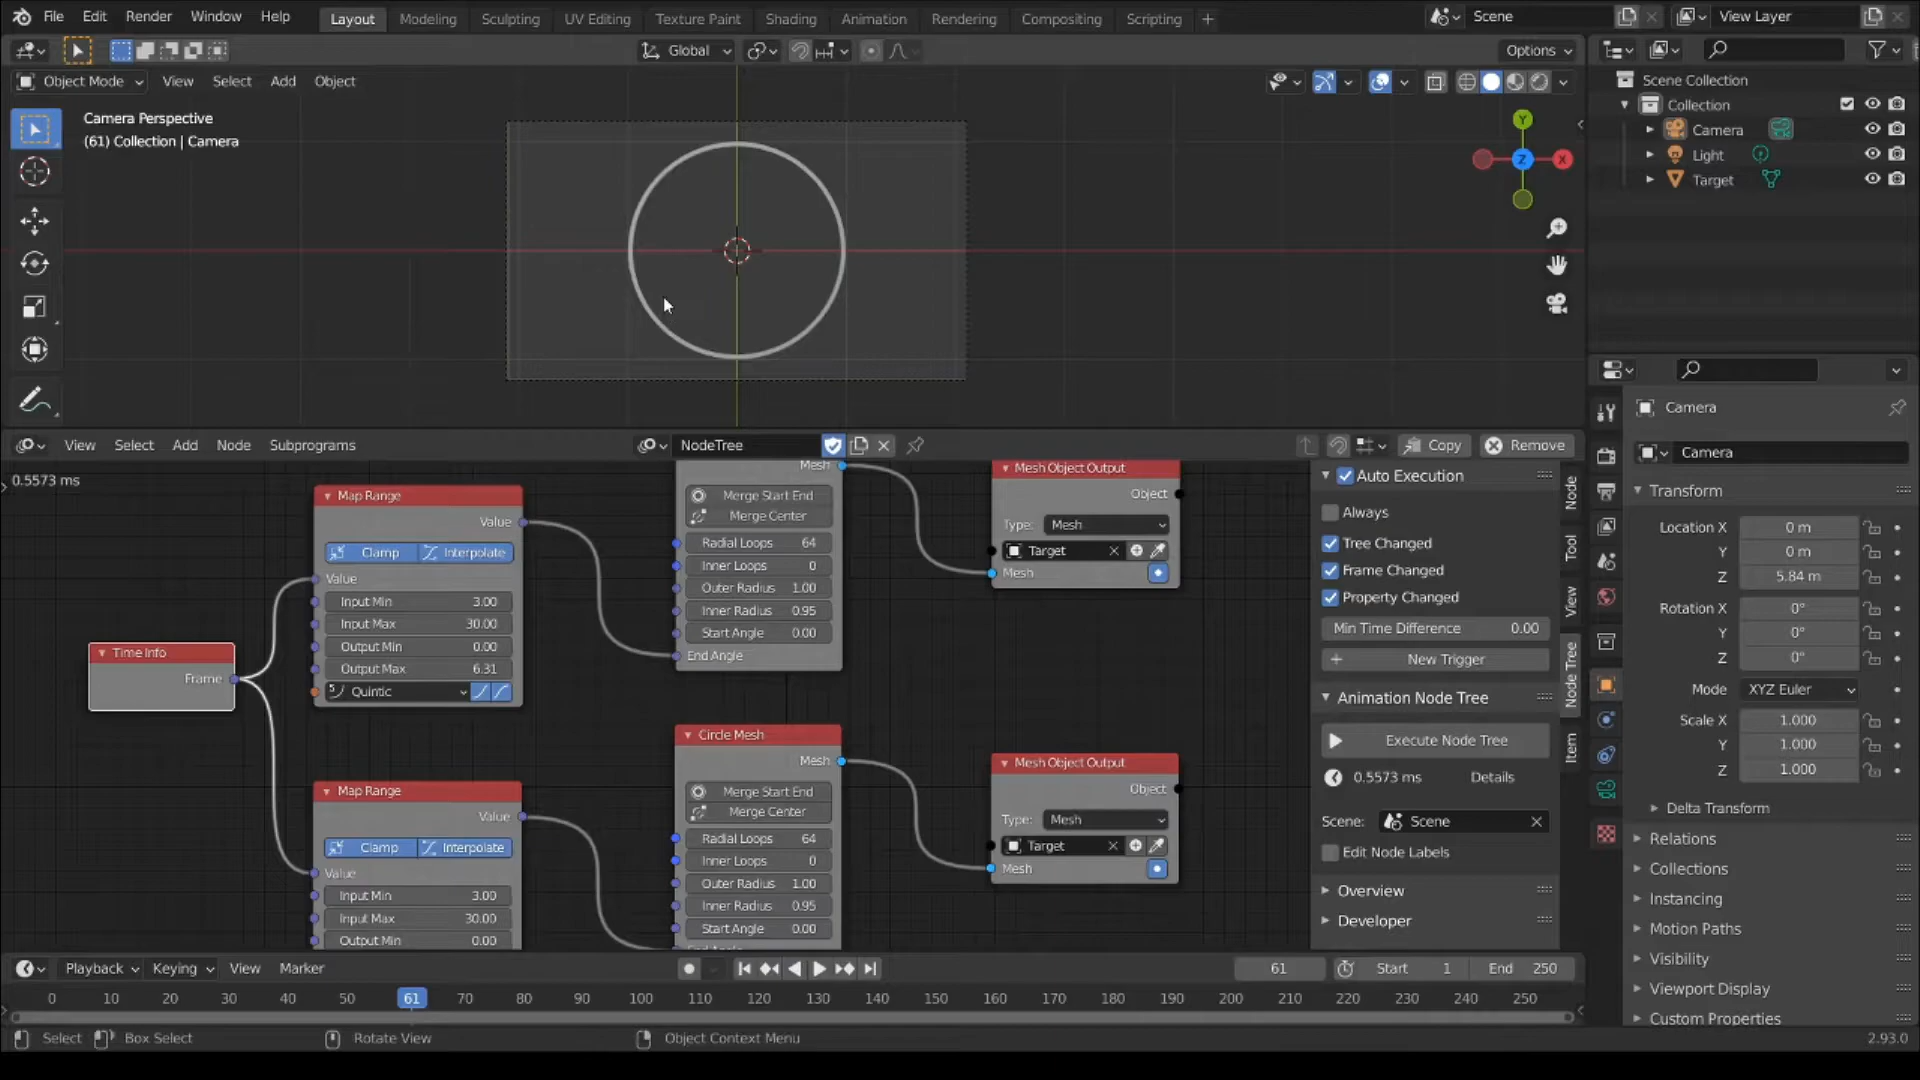 File Edit Render Window Help Layout Modeling Sculpting UV Editing Texture Paint Shading Animation Rendering Compositing Scripting + Scene View Layer
Global Options
Object Mode View Select Add Object
Scene Collection
Collection
Camera
Light
Target
Camera Perspective
(61) Collection | Camera
Y
Z X
View Select Add Node Subprograms NodeTree Copy Remove
0.5573 ms
Time Info
Frame
Map Range
Value
Clamp Interpolate
Value
Input Min 3.00
Input Max 30.00
Output Min 0.00
Output Max 6.31
Quintic
Map Range
Value
Clamp Interpolate
Value
Input Min 3.00
Input Max 30.00
Output Min 0.00
Mesh
Merge Start End
Merge Center
Radial Loops 64
Inner Loops 0
Outer Radius 1.00
Inner Radius 0.95
Start Angle 0.00
End Angle
Circle Mesh
Mesh
Merge Start End
Merge Center
Radial Loops 64
Inner Loops 0
Outer Radius 1.00
Inner Radius 0.95
Start Angle 0.00
Mesh Object Output
Object
Type: Mesh
Target
Mesh
Mesh Object Output
Object
Type: Mesh
Target
Mesh
Auto Execution
Always
Tree Changed
Frame Changed
Property Changed
Min Time Difference 0.00
New Trigger
Animation Node Tree
Execute Node Tree
0.5573 ms Details
Scene: Scene
Edit Node Labels
Overview
Developer
Node
Tool
View
Node Tree
Item
Camera
Camera
Transform
Location X 0 m
Y 0 m
Z 5.84 m
Rotation X 0°
Y 0°
Z 0°
Mode XYZ Euler
Scale X 1.000
Y 1.000
Z 1.000
Delta Transform
Relations
Collections
Instancing
Motion Paths
Visibility
Viewport Display
Custom Properties
Playback Keying View Marker 61 Start 1 End 250
0 10 20 30 40 50 61 70 80 90 100 110 120 130 140 150 160 170 180 190 200 210 220 230 240 250
Select Box Select Rotate View Object Context Menu 2.93.0